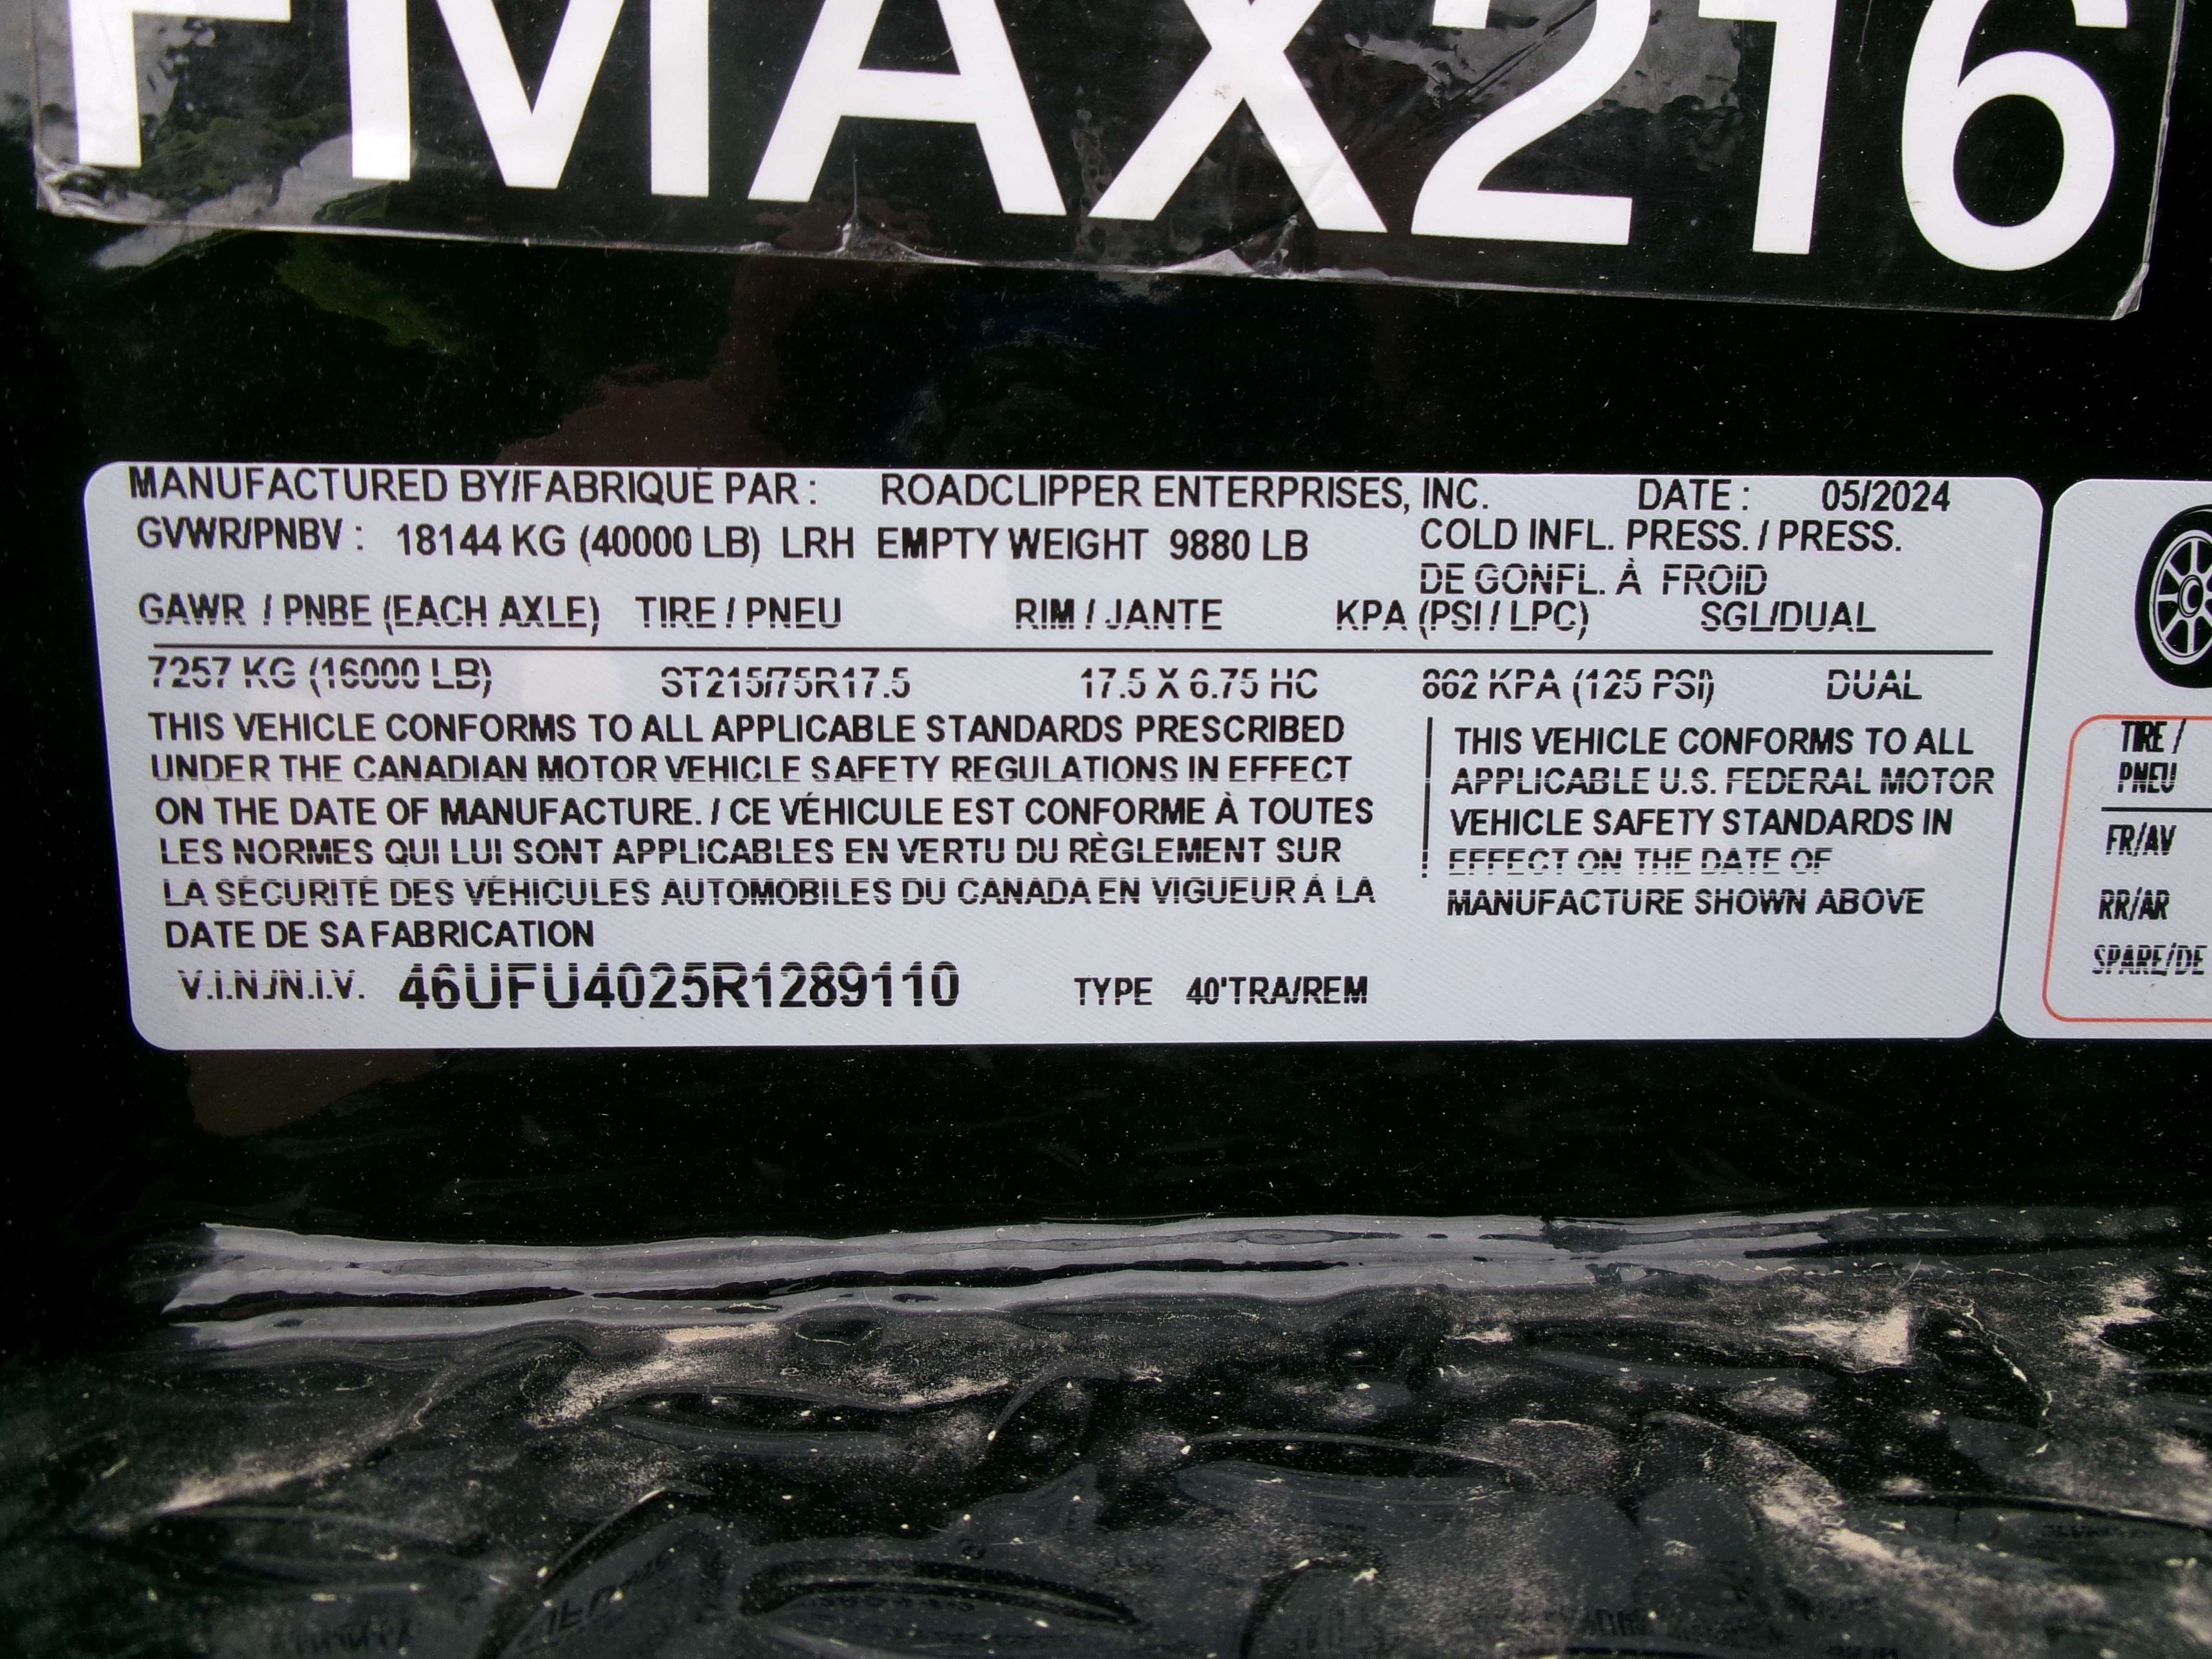 FMAX216
MANUFACTURED BY/FABRIQUÉ PAR : ROADCLIPPER ENTERPRISES, INC. DATE : 05/2024
GVWR/PNBV : 18144 KG (40000 LB) LRH EMPTY WEIGHT 9880 LB
COLD INFL. PRESS. / PRESS.
DE GONFL. À FROID
GAWR / PNBE (EACH AXLE) TIRE / PNEU RIM / JANTE KPA (PSI / LPC) SGL/DUAL
7257 KG (16000 LB) ST215/75R17.5 17.5 X 6.75 HC 862 KPA (125 PSI) DUAL
THIS VEHICLE CONFORMS TO ALL APPLICABLE STANDARDS PRESCRIBED
UNDER THE CANADIAN MOTOR VEHICLE SAFETY REGULATIONS IN EFFECT
ON THE DATE OF MANUFACTURE. / CE VÉHICULE EST CONFORME À TOUTES
LES NORMES QUI LUI SONT APPLICABLES EN VERTU DU RÈGLEMENT SUR
LA SÉCURITÉ DES VÉHICULES AUTOMOBILES DU CANADA EN VIGUEUR À LA
DATE DE SA FABRICATION
THIS VEHICLE CONFORMS TO ALL
APPLICABLE U.S. FEDERAL MOTOR
VEHICLE SAFETY STANDARDS IN
EFFECT ON THE DATE OF
MANUFACTURE SHOWN ABOVE
V.I.N./N.I.V. 46UFU4025R1289110 TYPE 40'TRA/REM
TIRE /
PNEU
FR/AV
RR/AR
SPARE/DE